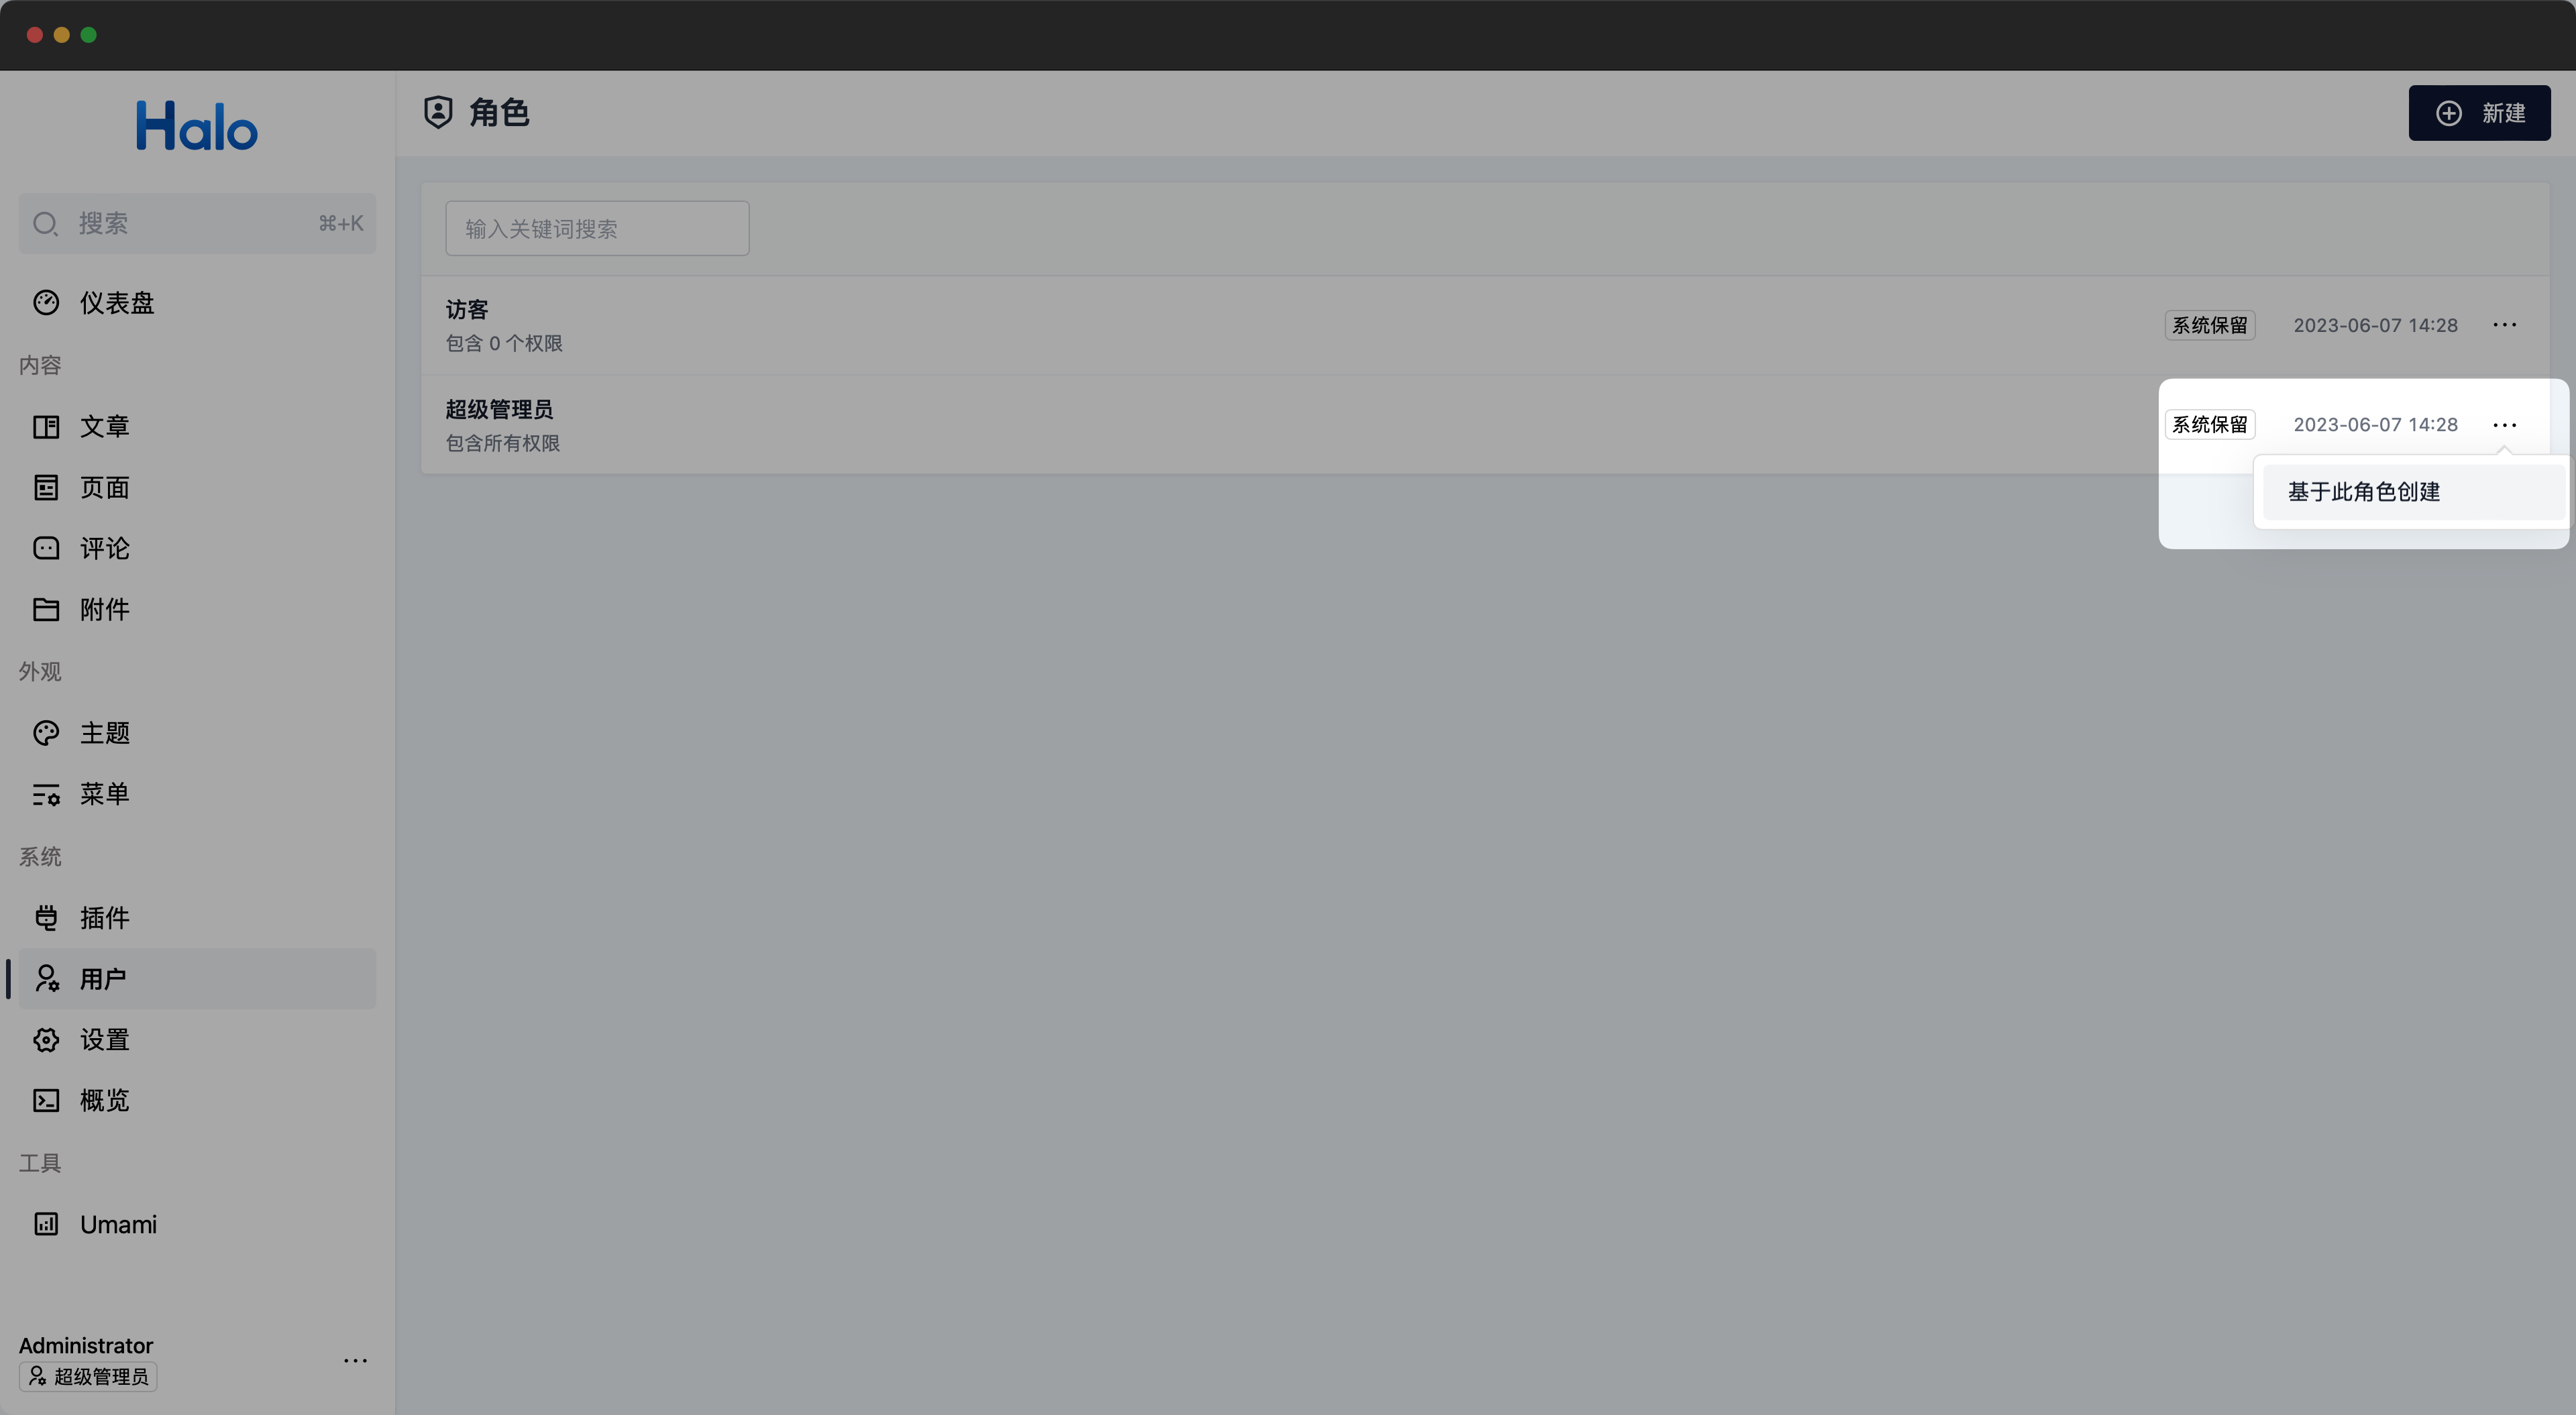 Halo
搜索 ⌘+K
仪表盘
内容
文章
页面
评论
附件
外观
主题
菜单
系统
插件
用户
设置
概览
工具
Umami
Administrator
超级管理员
角色
新建
输入关键词搜索
访客
包含 0 个权限
系统保留 2023-06-07 14:28
超级管理员
包含所有权限
系统保留 2023-06-07 14:28
基于此角色创建